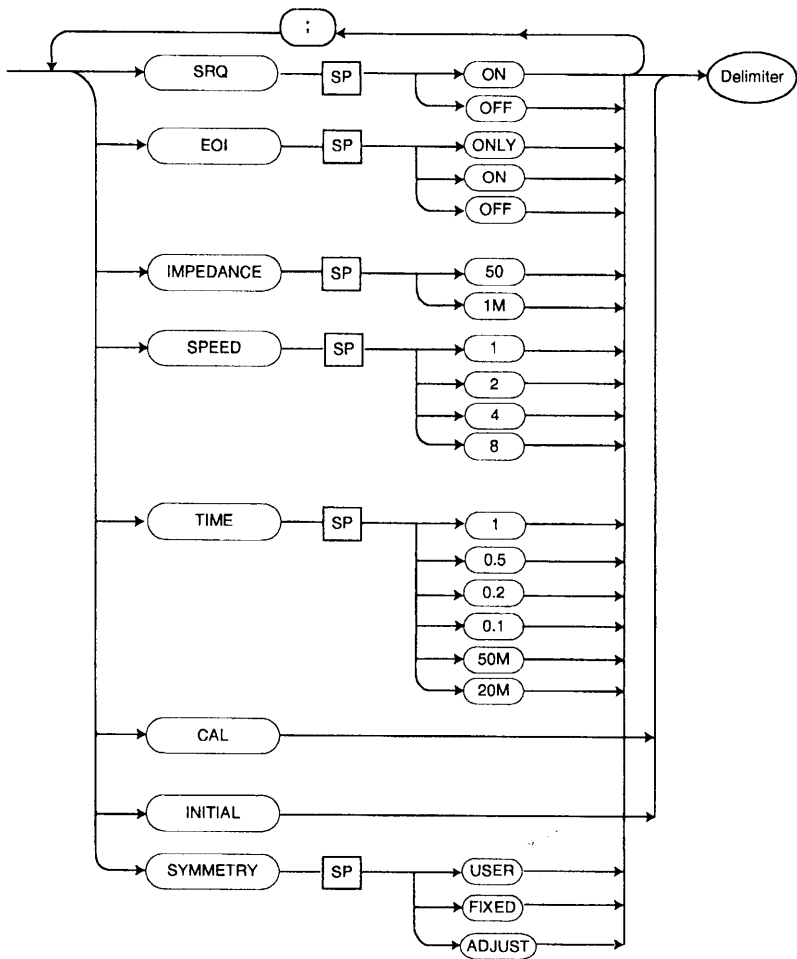 ;
SRQ SP ON Delimiter
OFF
EOI SP ONLY
ON
OFF
IMPEDANCE SP 50
1M
SPEED SP 1
2
4
8
TIME SP 1
0.5
0.2
0.1
50M
20M
CAL
INITIAL
SYMMETRY SP USER
FIXED
ADJUST